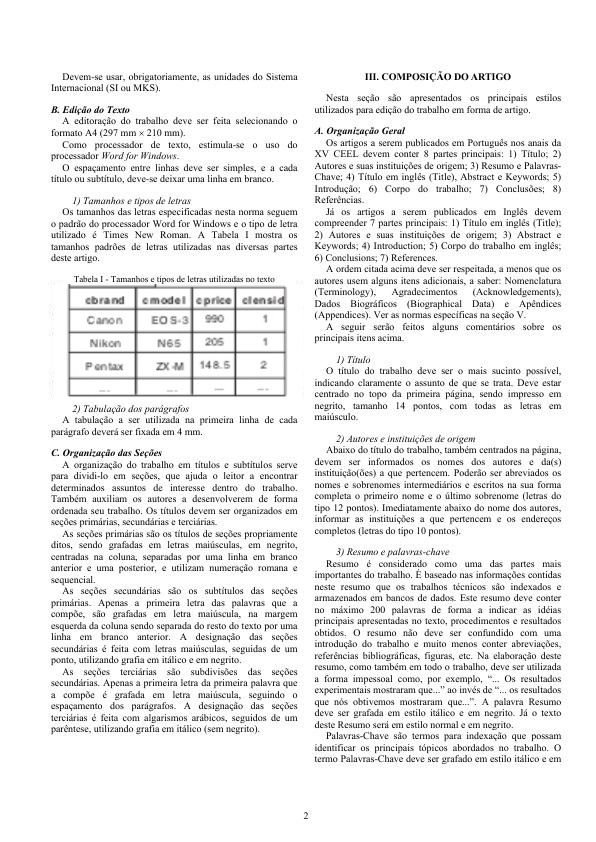 Devem-se usar, obrigatoriamente, as unidades do Sistema
Internacional (SI ou MKS).
B. Edição do Texto
A editoração do trabalho deve ser feita selecionando o
formato A4 (297 mm × 210 mm).
Como processador de texto, estimula-se o uso do
processador Word for Windows.
O espaçamento entre linhas deve ser simples, e a cada
título ou subtítulo, deve-se deixar uma linha em branco.
1) Tamanhos e tipos de letras
Os tamanhos das letras especificadas nesta norma seguem
o padrão do processador Word for Windows e o tipo de letra
utilizado é Times New Roman. A Tabela I mostra os
tamanhos padrões de letras utilizadas nas diversas partes
deste artigo.
Tabela I - Tamanhos e tipos de letras utilizadas no texto
cbrand cmodel cprice clensid
Canon EOS-3 990 1
Nikon N65 205 1
Pentax ZX-M 148.5 2
.... .... .... ....
2) Tabulação dos parágrafos
A tabulação a ser utilizada na primeira linha de cada
parágrafo deverá ser fixada em 4 mm.
C. Organização das Seções
A organização do trabalho em títulos e subtítulos serve
para dividi-lo em seções, que ajuda o leitor a encontrar
determinados assuntos de interesse dentro do trabalho.
Também auxiliam os autores a desenvolverem de forma
ordenada seu trabalho. Os títulos devem ser organizados em
seções primárias, secundárias e terciárias.
As seções primárias são os títulos de seções propriamente
ditos, sendo grafadas em letras maiúsculas, em negrito,
centradas na coluna, separadas por uma linha em branco
anterior e uma posterior, e utilizam numeração romana e
sequencial.
As seções secundárias são os subtítulos das seções
primárias. Apenas a primeira letra das palavras que a
compõe, são grafadas em letra maiúscula, na margem
esquerda da coluna sendo separada do resto do texto por uma
linha em branco anterior. A designação das seções
secundárias é feita com letras maiúsculas, seguidas de um
ponto, utilizando grafia em itálico e em negrito.
As seções terciárias são subdivisões das seções
secundárias. Apenas a primeira letra da primeira palavra que
a compõe é grafada em letra maiúscula, seguindo o
espaçamento dos parágrafos. A designação das seções
terciárias é feita com algarismos arábicos, seguidos de um
parêntese, utilizando grafia em itálico (sem negrito).
III. COMPOSIÇÃO DO ARTIGO
Nesta seção são apresentados os principais estilos
utilizados para edição do trabalho em forma de artigo.
A. Organização Geral
Os artigos a serem publicados em Português nos anais da
XV CEEL devem conter 8 partes principais: 1) Título; 2)
Autores e suas instituições de origem; 3) Resumo e Palavras-
Chave; 4) Título em inglês (Title), Abstract e Keywords; 5)
Introdução; 6) Corpo do trabalho; 7) Conclusões; 8)
Referências.
Já os artigos a serem publicados em Inglês devem
compreender 7 partes principais: 1) Título em inglês (Title);
2) Autores e suas instituições de origem; 3) Abstract e
Keywords; 4) Introduction; 5) Corpo do trabalho em inglês;
6) Conclusions; 7) References.
A ordem citada acima deve ser respeitada, a menos que os
autores usem alguns itens adicionais, a saber: Nomenclatura
(Terminology), Agradecimentos (Acknowledgements),
Dados Biográficos (Biographical Data) e Apêndices
(Appendices). Ver as normas específicas na seção V.
A seguir serão feitos alguns comentários sobre os
principais itens acima.
1) Título
O título do trabalho deve ser o mais sucinto possível,
indicando claramente o assunto de que se trata. Deve estar
centrado no topo da primeira página, sendo impresso em
negrito, tamanho 14 pontos, com todas as letras em
maiúsculo.
2) Autores e instituições de origem
Abaixo do título do trabalho, também centrados na página,
devem ser informados os nomes dos autores e da(s)
instituição(ões) a que pertencem. Poderão ser abreviados os
nomes e sobrenomes intermediários e escritos na sua forma
completa o primeiro nome e o último sobrenome (letras do
tipo 12 pontos). Imediatamente abaixo do nome dos autores,
informar as instituições a que pertencem e os endereços
completos (letras do tipo 10 pontos).
3) Resumo e palavras-chave
Resumo é considerado como uma das partes mais
importantes do trabalho. É baseado nas informações contidas
neste resumo que os trabalhos técnicos são indexados e
armazenados em bancos de dados. Este resumo deve conter
no máximo 200 palavras de forma a indicar as idéias
principais apresentadas no texto, procedimentos e resultados
obtidos. O resumo não deve ser confundido com uma
introdução do trabalho e muito menos conter abreviações,
referências bibliográficas, figuras, etc. Na elaboração deste
resumo, como também em todo o trabalho, deve ser utilizada
a forma impessoal como, por exemplo, “... Os resultados
experimentais mostraram que...” ao invés de “... os resultados
que nós obtivemos mostraram que...”. A palavra Resumo
deve ser grafada em estilo itálico e em negrito. Já o texto
deste Resumo será em estilo normal e em negrito.
Palavras-Chave são termos para indexação que possam
identificar os principais tópicos abordados no trabalho. O
termo Palavras-Chave deve ser grafado em estilo itálico e em
2